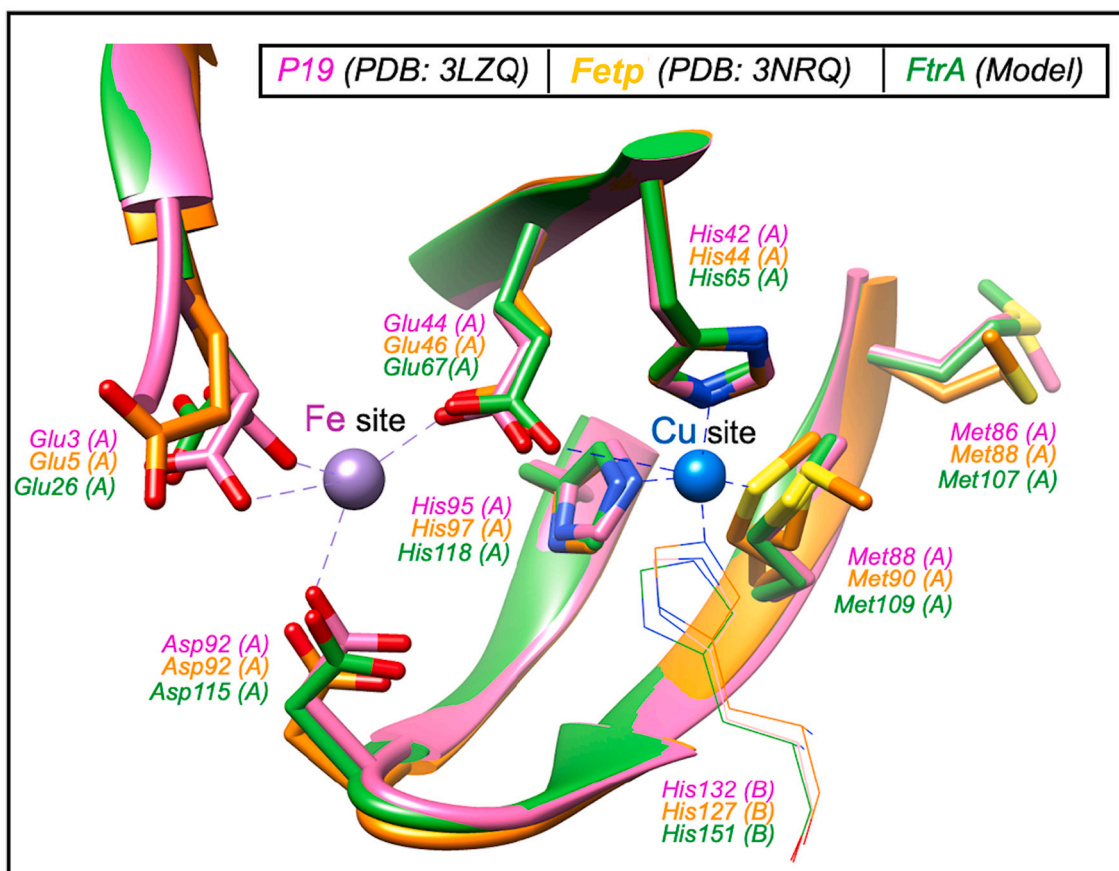 P19 (PDB: 3LZQ) | Fetp (PDB: 3NRQ) | FtrA (Model)
His42 (A)
His44 (A)
His65 (A)
Glu44 (A)
Glu46 (A)
Glu67(A)
Fe site
Cu site
Glu3 (A)
Glu5 (A)
Glu26 (A)
Met86 (A)
Met88 (A)
Met107 (A)
His95 (A)
His97 (A)
His118 (A)
Met88 (A)
Met90 (A)
Met109 (A)
Asp92 (A)
Asp92 (A)
Asp115 (A)
His132 (B)
His127 (B)
His151 (B)